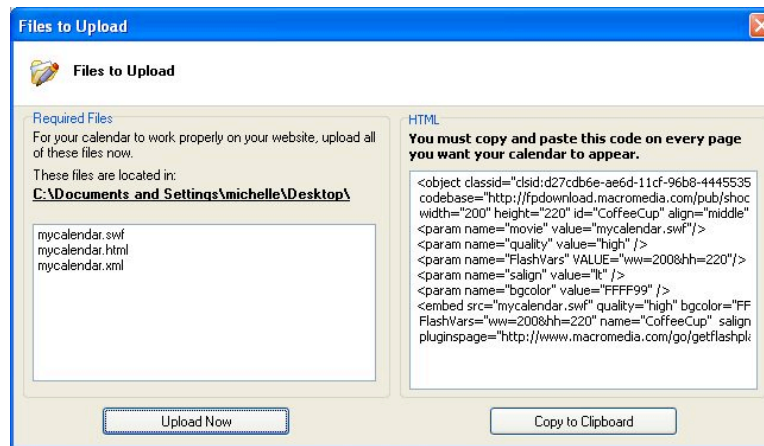 Files to Upload
Files to Upload
Required Files
For your calendar to work properly on your website, upload all
of these files now.
These files are located in:
C:\Documents and Settings\michelle\Desktop\
mycalendar.swf
mycalendar.html
mycalendar.xml
Upload Now
HTML
You must copy and paste this code on every page
you want your calendar to appear.
<object classid="clsid:d27cdb6e-ae6d-11cf-96b8-4445535
codebase="http://fpdownload.macromedia.com/pub/shoc
width="200" height="220" id="CoffeeCup" align="middle"
<param name="movie" value="mycalendar.swf"/>
<param name="quality" value="high" />
<param name="FlashVars" VALUE="ww=200&hh=220"/>
<param name="salign" value="lt" />
<param name="bgcolor" value="FFFF99" />
<embed src="mycalendar.swf" quality="high" bgcolor="FF
FlashVars="ww=200&hh=220" name="CoffeeCup" salign
pluginspage="http://www.macromedia.com/go/getflashpla
Copy to Clipboard